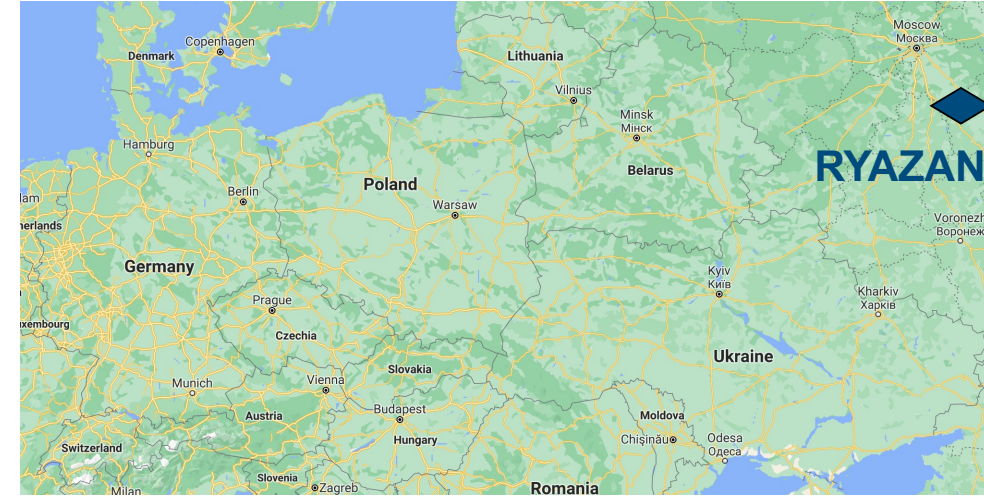 Moscow
Москва
Copenhagen
Denmark
Lithuania
Vilnius
Minsk
Мінск
Hamburg
Belarus
RYAZAN
Poland
Berlin
lam
Warsaw
herlands
Voronezh
Воронеж
Germany
Kyiv
Київ
Prague
Kharkiv
Харків
uxembourg
Czechia
Ukraine
Slovakia
Munich
Vienna
Budapest
Austria
Moldova
Hungary
Chișinău
Odesa
Одеса
Switzerland
Slovenia
Zagreb
Milan
Romania